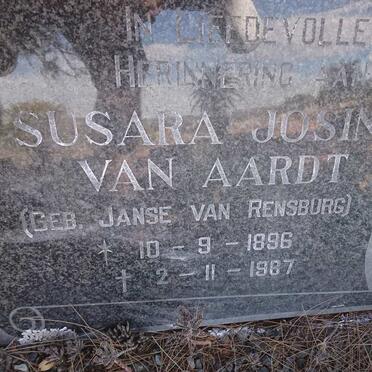 IN LIEFDEVOLLE
HERINNERING AAN
SUSARA JOSIN
VAN AARDT
(GEB. JANSE VAN RENSBURG)
* 10 - 9 - 1896
† 2 - 11 - 1987